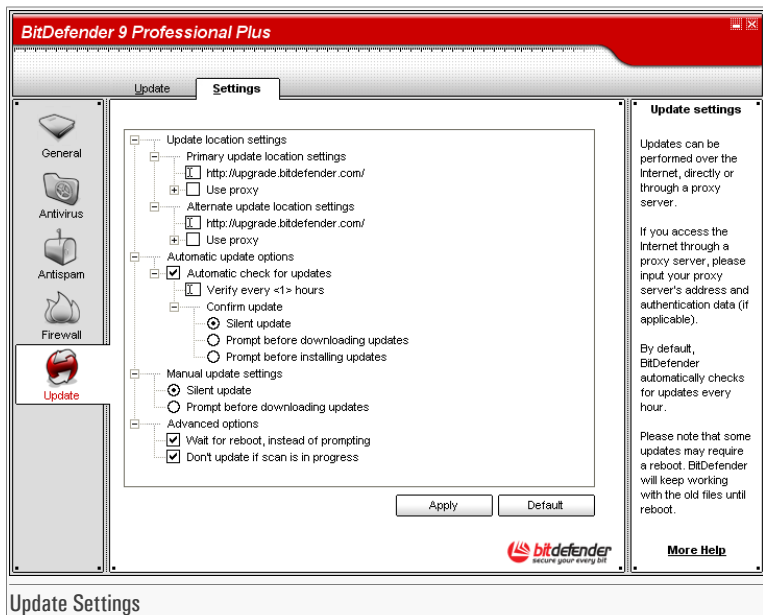 BitDefender 9 Professional Plus
Update
Settings
General
Antivirus
Antispam
Firewall
Update
Update location settings
Primary update location settings
http://upgrade.bitdefender.com/
Use proxy
Alternate update location settings
http://upgrade.bitdefender.com/
Use proxy
Automatic update options
Automatic check for updates
Verify every <1> hours
Confirm update
Silent update
Prompt before downloading updates
Prompt before installing updates
Manual update settings
Silent update
Prompt before downloading updates
Advanced options
Wait for reboot, instead of prompting
Don't update if scan is in progress
Apply
Default
bitdefender
secure your every bit
Update settings
Updates can be
performed over the
Internet, directly or
through a proxy
server.
If you access the
Internet through a
proxy server, please
input your proxy
server's address and
authentication data (if
applicable).
By default,
BitDefender
automatically checks
for updates every
hour.
Please note that some
updates may require
a reboot. BitDefender
will keep working
with the old files until
reboot.
More Help
Update Settings